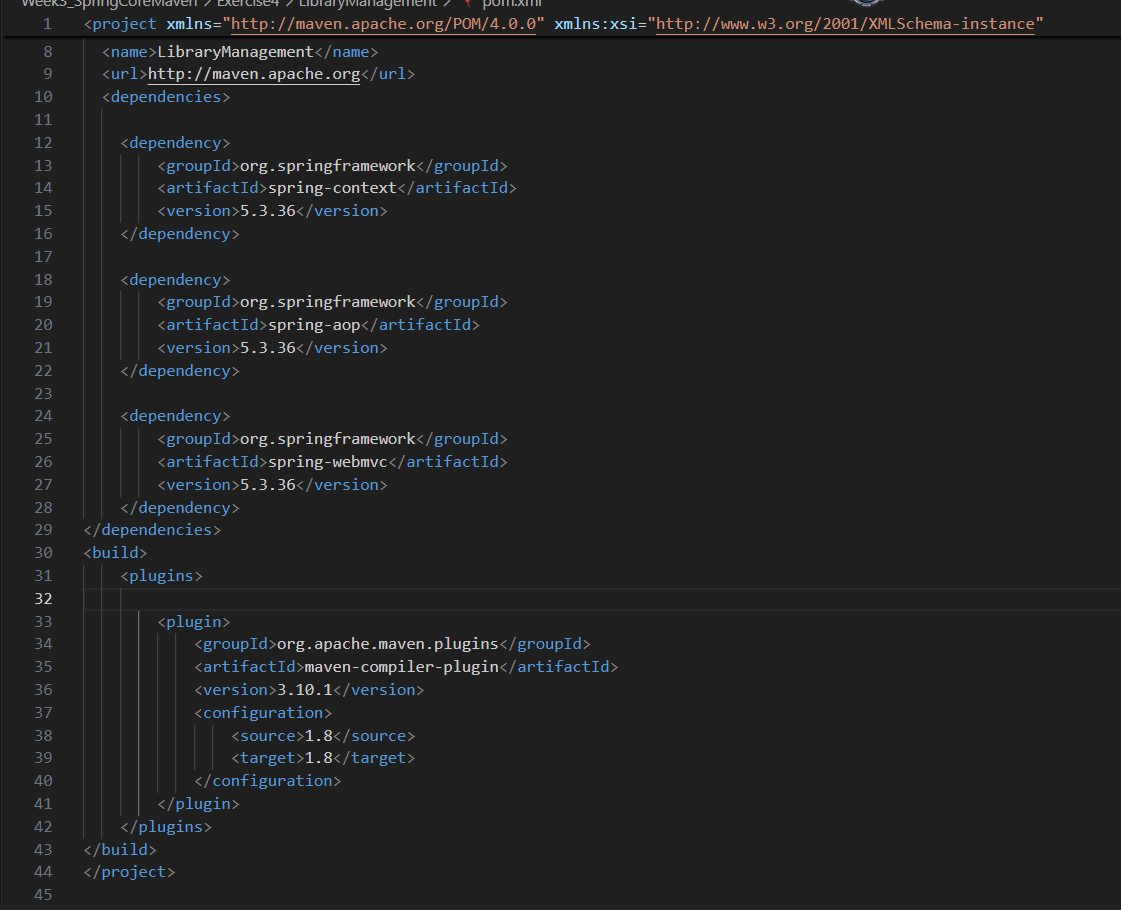 Week3_SpringCoreMaven > Exercise4 > LibraryManagement > pom.xml
1 <project xmlns="http://maven.apache.org/POM/4.0.0" xmlns:xsi="http://www.w3.org/2001/XMLSchema-instance"
8 <name>LibraryManagement</name>
9 <url>http://maven.apache.org</url>
10 <dependencies>
11
12 <dependency>
13 <groupId>org.springframework</groupId>
14 <artifactId>spring-context</artifactId>
15 <version>5.3.36</version>
16 </dependency>
17
18 <dependency>
19 <groupId>org.springframework</groupId>
20 <artifactId>spring-aop</artifactId>
21 <version>5.3.36</version>
22 </dependency>
23
24 <dependency>
25 <groupId>org.springframework</groupId>
26 <artifactId>spring-webmvc</artifactId>
27 <version>5.3.36</version>
28 </dependency>
29 </dependencies>
30 <build>
31 <plugins>
32
33 <plugin>
34 <groupId>org.apache.maven.plugins</groupId>
35 <artifactId>maven-compiler-plugin</artifactId>
36 <version>3.10.1</version>
37 <configuration>
38 <source>1.8</source>
39 <target>1.8</target>
40 </configuration>
41 </plugin>
42 </plugins>
43 </build>
44 </project>
45